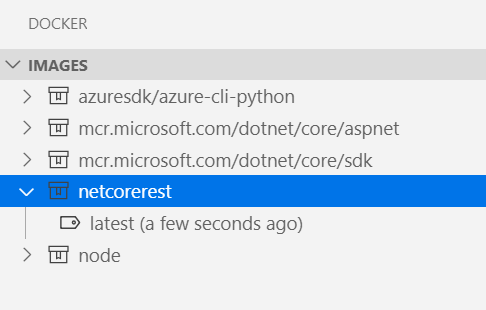 DOCKER
IMAGES
azuresdk/azure-cli-python
mcr.microsoft.com/dotnet/core/aspnet
mcr.microsoft.com/dotnet/core/sdk
netcorerest
latest (a few seconds ago)
node